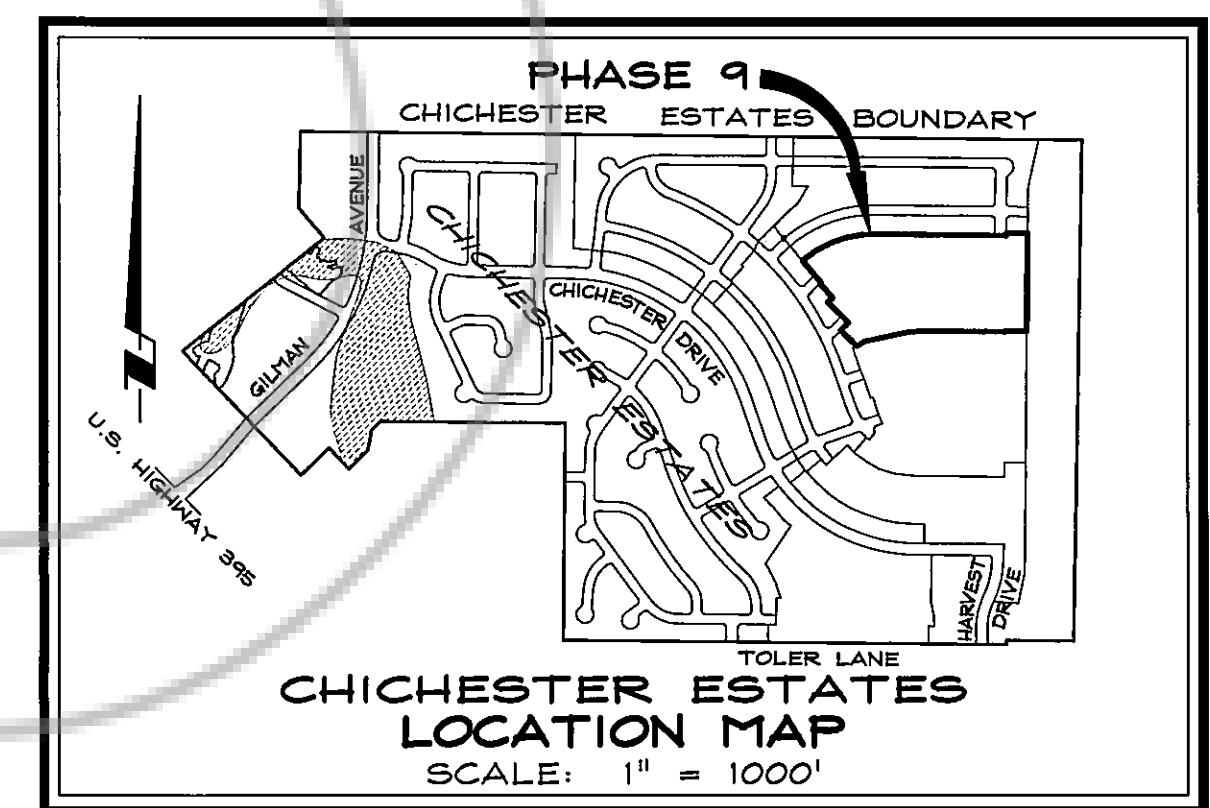 PHASE 9
CHICHESTER ESTATES BOUNDARY
AVENUE
CHICHESTER ESTATES
CHICHESTER DRIVE
GILMAN
U.S. HIGHWAY 395
HARVEST DRIVE
TOLER LANE
CHICHESTER ESTATES
LOCATION MAP
SCALE: 1" = 1000'